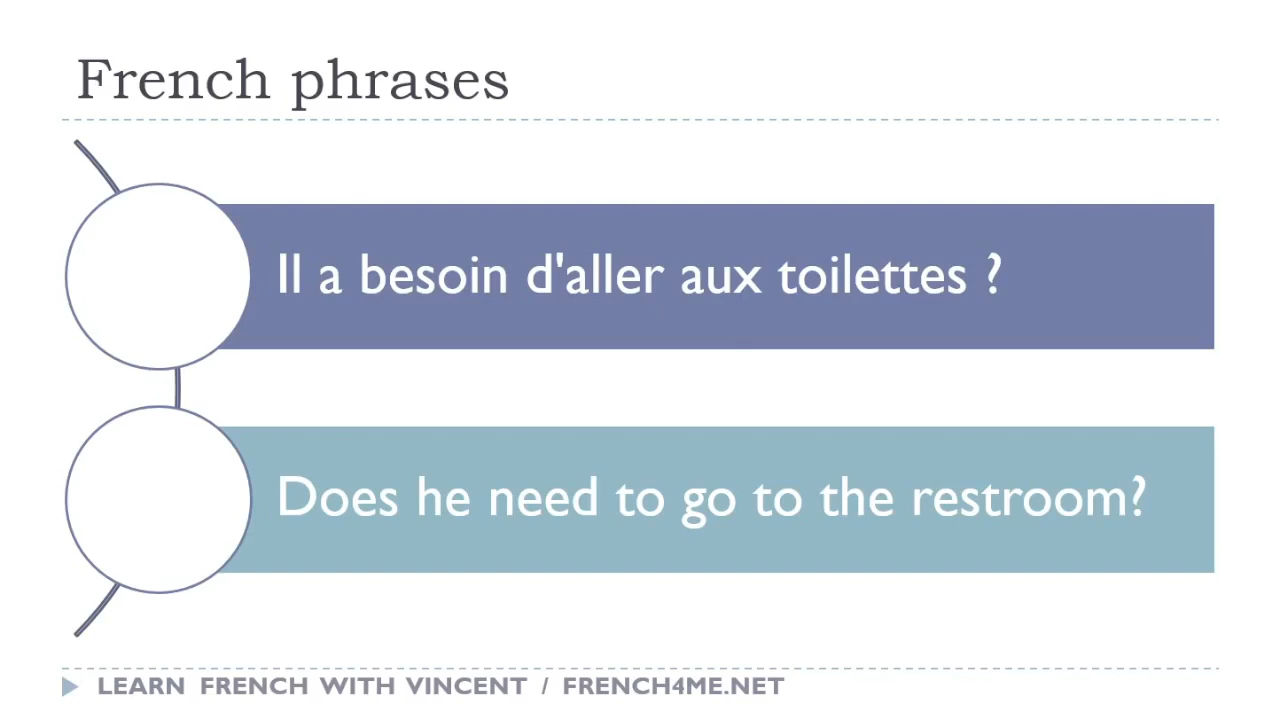 French phrases
Il a besoin d'aller aux toilettes ?
Does he need to go to the restroom?
LEARN FRENCH WITH VINCENT / FRENCH4ME.NET